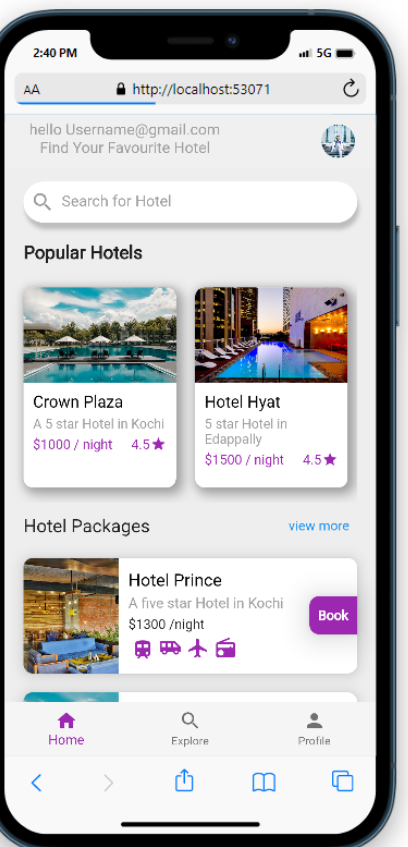 2:40 PM
5G
AA
http://localhost:53071
hello Username@gmail.com
Find Your Favourite Hotel
Search for Hotel
Popular Hotels
Crown Plaza
A 5 star Hotel in Kochi
$1000 / night 4.5
Hotel Hyat
5 star Hotel in
Edappally
$1500 / night 4.5
Hotel Packages
view more
Hotel Prince
A five star Hotel in Kochi
$1300 /night
Book
Home
Explore
Profile